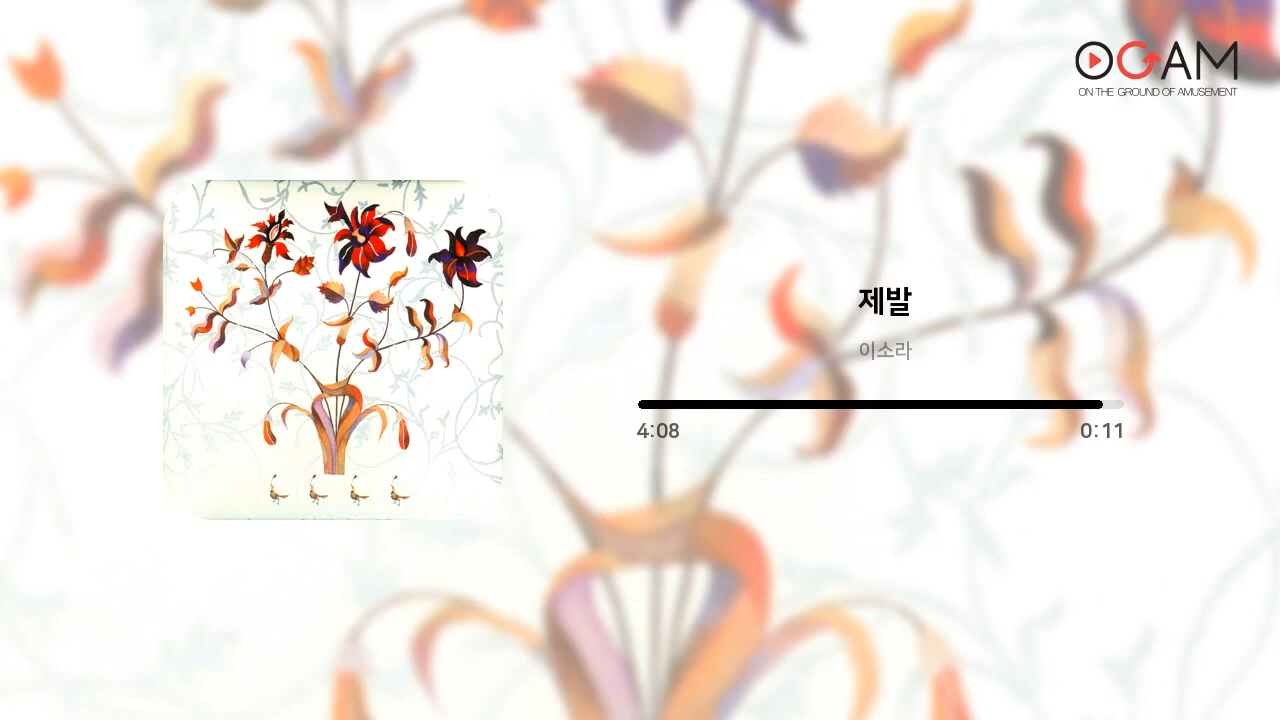 OGAM
ON THE GROUND OF AMUSEMENT
제발
이소라
4:08
0:11